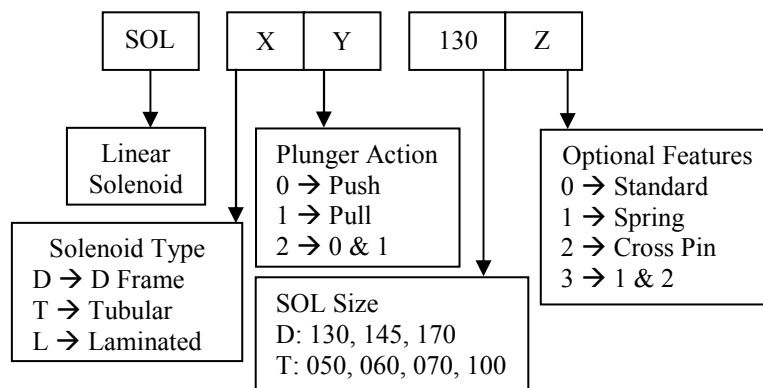 SOL X Y 130 Z
Linear
Solenoid
Plunger Action
0 → Push
1 → Pull
2 → 0 & 1
Optional Features
0 → Standard
1 → Spring
2 → Cross Pin
3 → 1 & 2
Solenoid Type
D → D Frame
T → Tubular
L → Laminated
SOL Size
D: 130, 145, 170
T: 050, 060, 070, 100